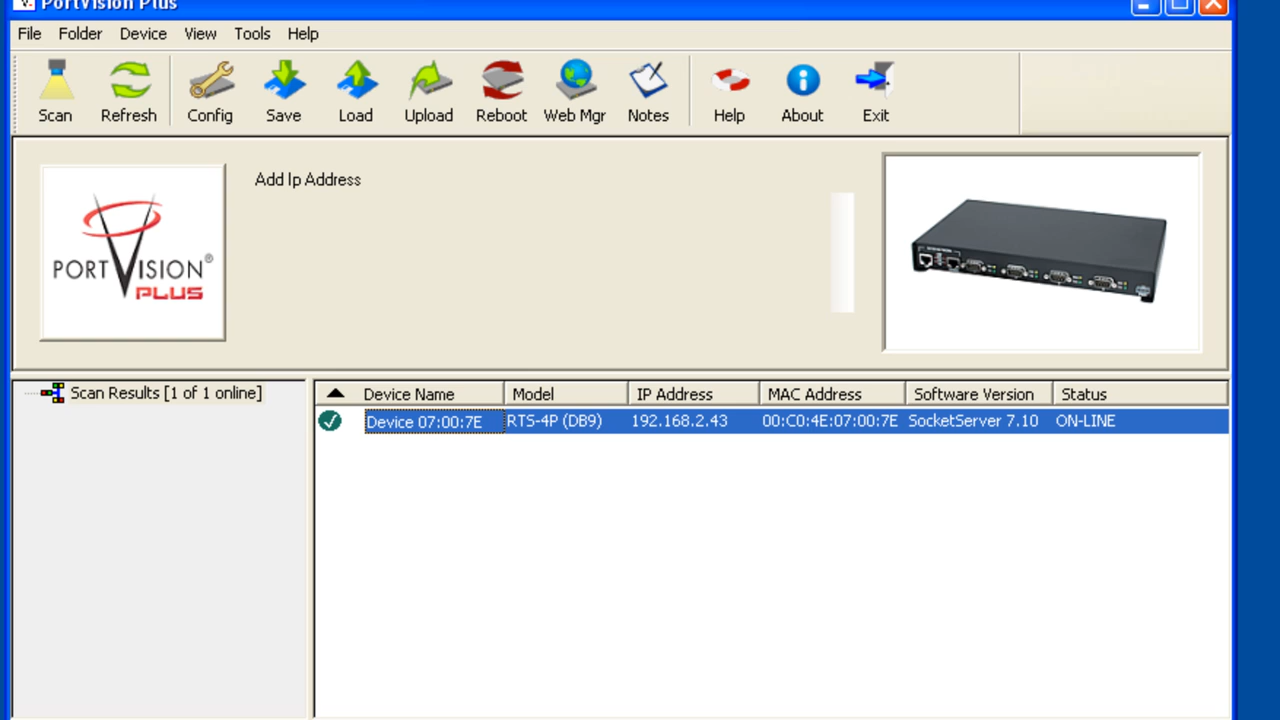 PortVision Plus
File Folder Device View Tools Help
Scan Refresh Config Save Load Upload Reboot Web Mgr Notes Help About Exit
Add Ip Address
PORTVISION®
PLUS
Scan Results [1 of 1 online]
Device Name Model IP Address MAC Address Software Version Status
Device 07:00:7E RTS-4P (DB9) 192.168.2.43 00:C0:4E:07:00:7E SocketServer 7.10 ON-LINE